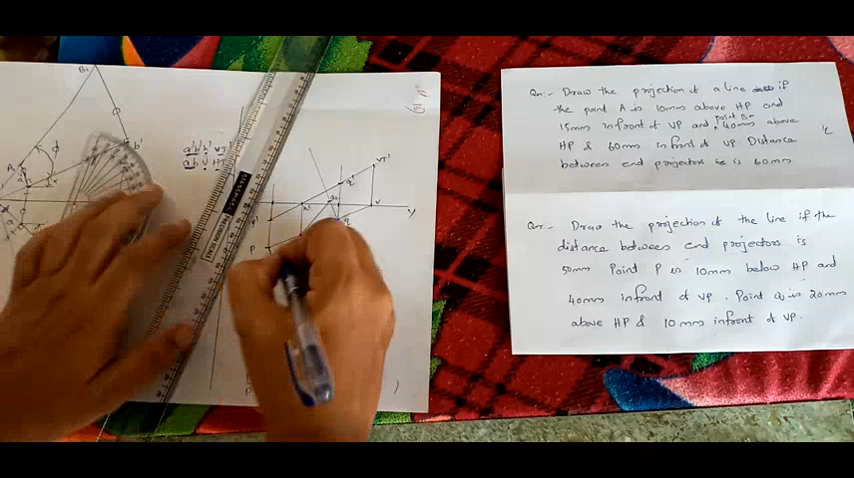 Qn:- Draw the projection of a line if
the point A is 10mm above HP and
15mm infront of VP and point B is 40mm above
HP & 60mm infront of VP Distance
between end projectors is 60mm
Qn:- Draw the projection of the line if the
distance between end projectors is
50mm Point P is 10mm below HP and
40mm infront of VP. Point Q is 20mm
above HP & 10mm infront of VP.
B₁
b'
A
ø
a'b'h'VT'
VT'
q'
h'
V
y
p'
P